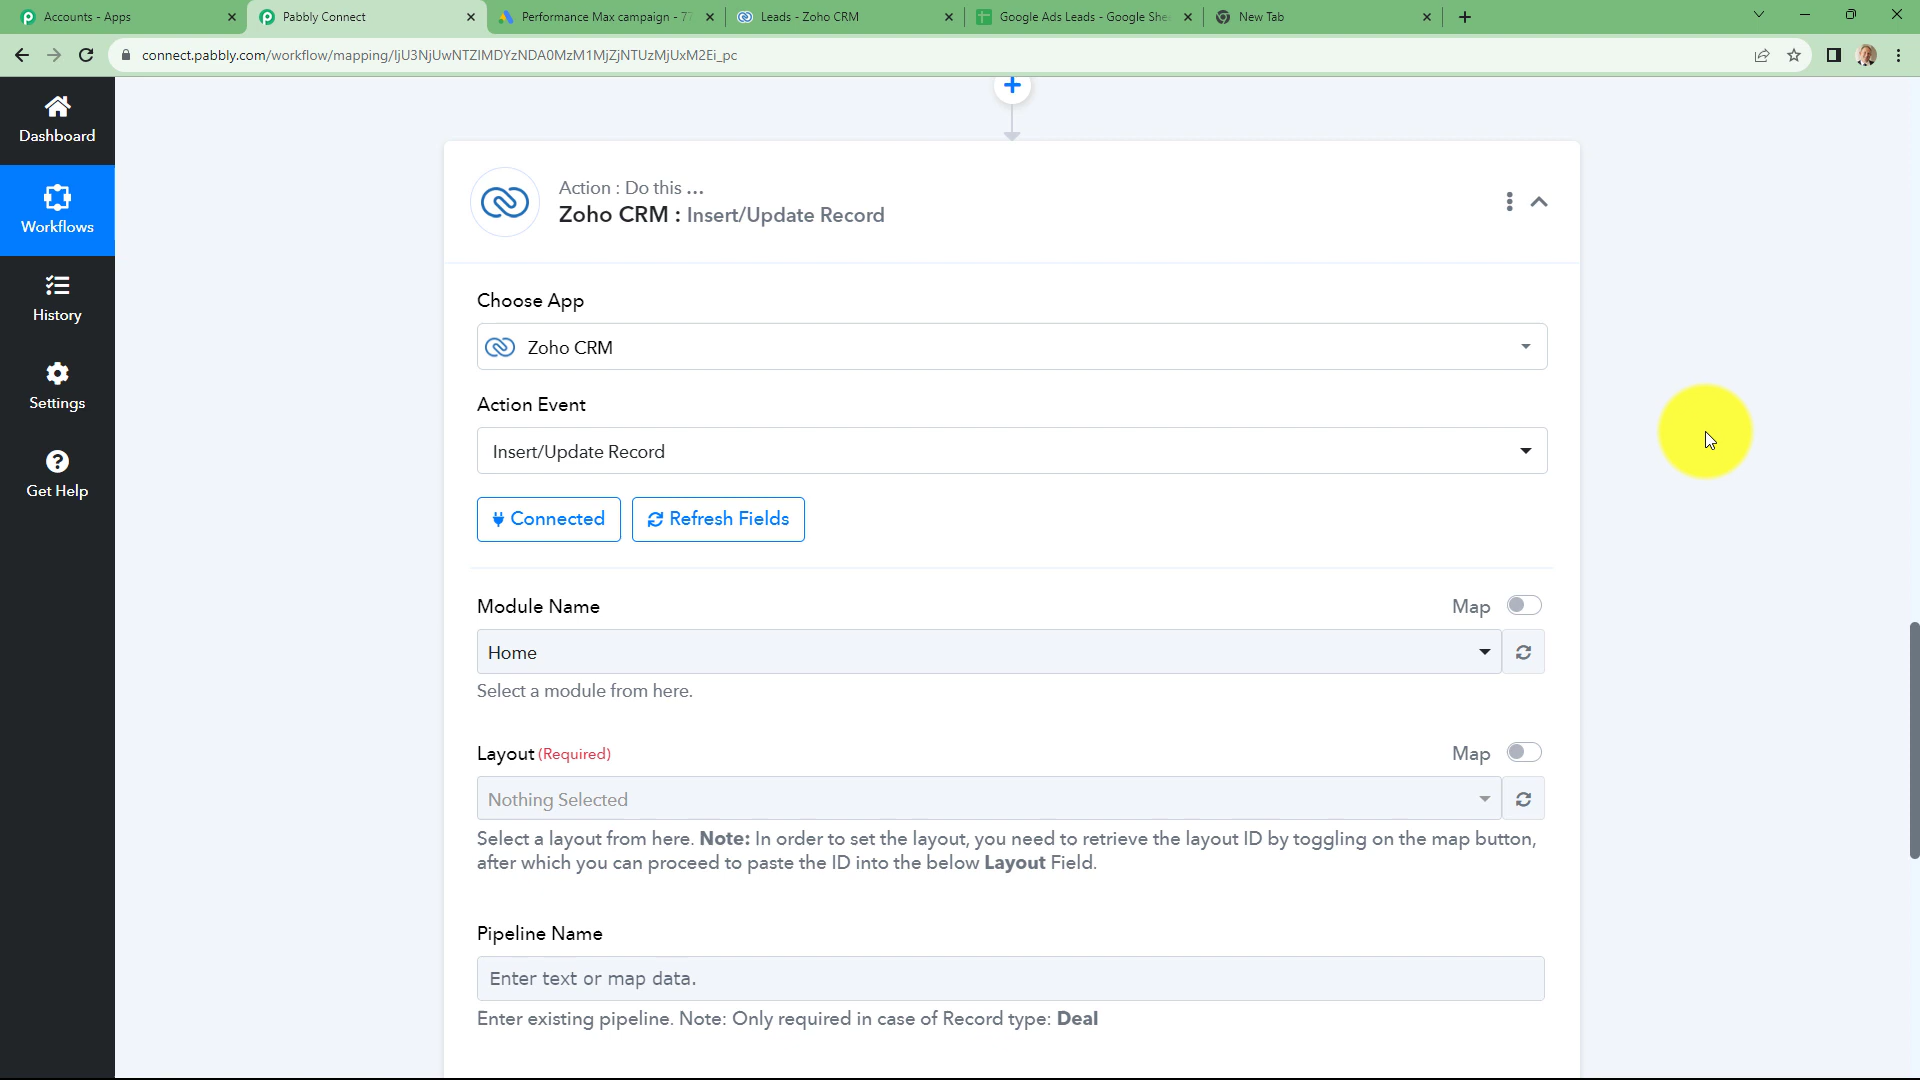 Accounts - Apps
Pabbly Connect
Performance Max campaign - 77
Leads - Zoho CRM
Google Ads Leads - Google She
New Tab
connect.pabbly.com/workflow/mapping/IjU3NjUwNTZlMDYzNDA0MzM1MjZjNTUzMjUxM2Ei_pc
Dashboard
Workflows
History
Settings
Get Help
Action : Do this ...
Zoho CRM : Insert/Update Record
Choose App
Zoho CRM
Action Event
Insert/Update Record
Connected
Refresh Fields
Module Name
Map
Home
Select a module from here.
Layout (Required)
Map
Nothing Selected
Select a layout from here. Note: In order to set the layout, you need to retrieve the layout ID by toggling on the map button,
after which you can proceed to paste the ID into the below Layout Field.
Pipeline Name
Enter text or map data.
Enter existing pipeline. Note: Only required in case of Record type: Deal